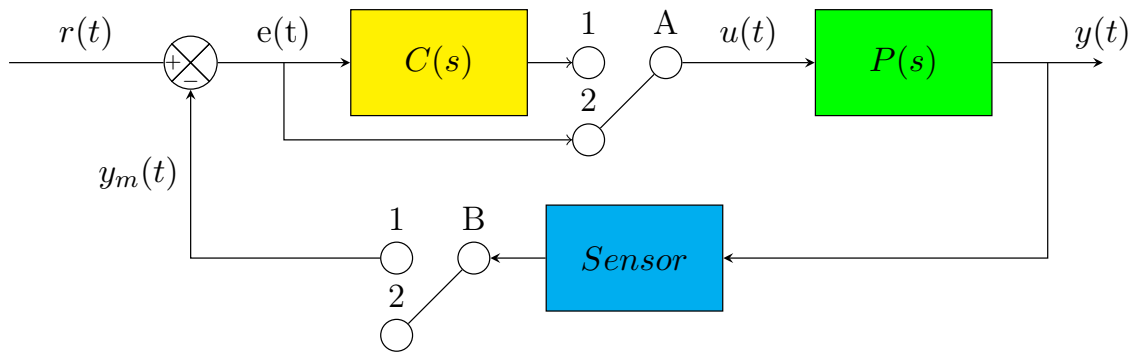 r(t)
+
−
e(t)
C(s)
1
2
A
u(t)
P(s)
y(t)
y_m(t)
1
2
B
Sensor